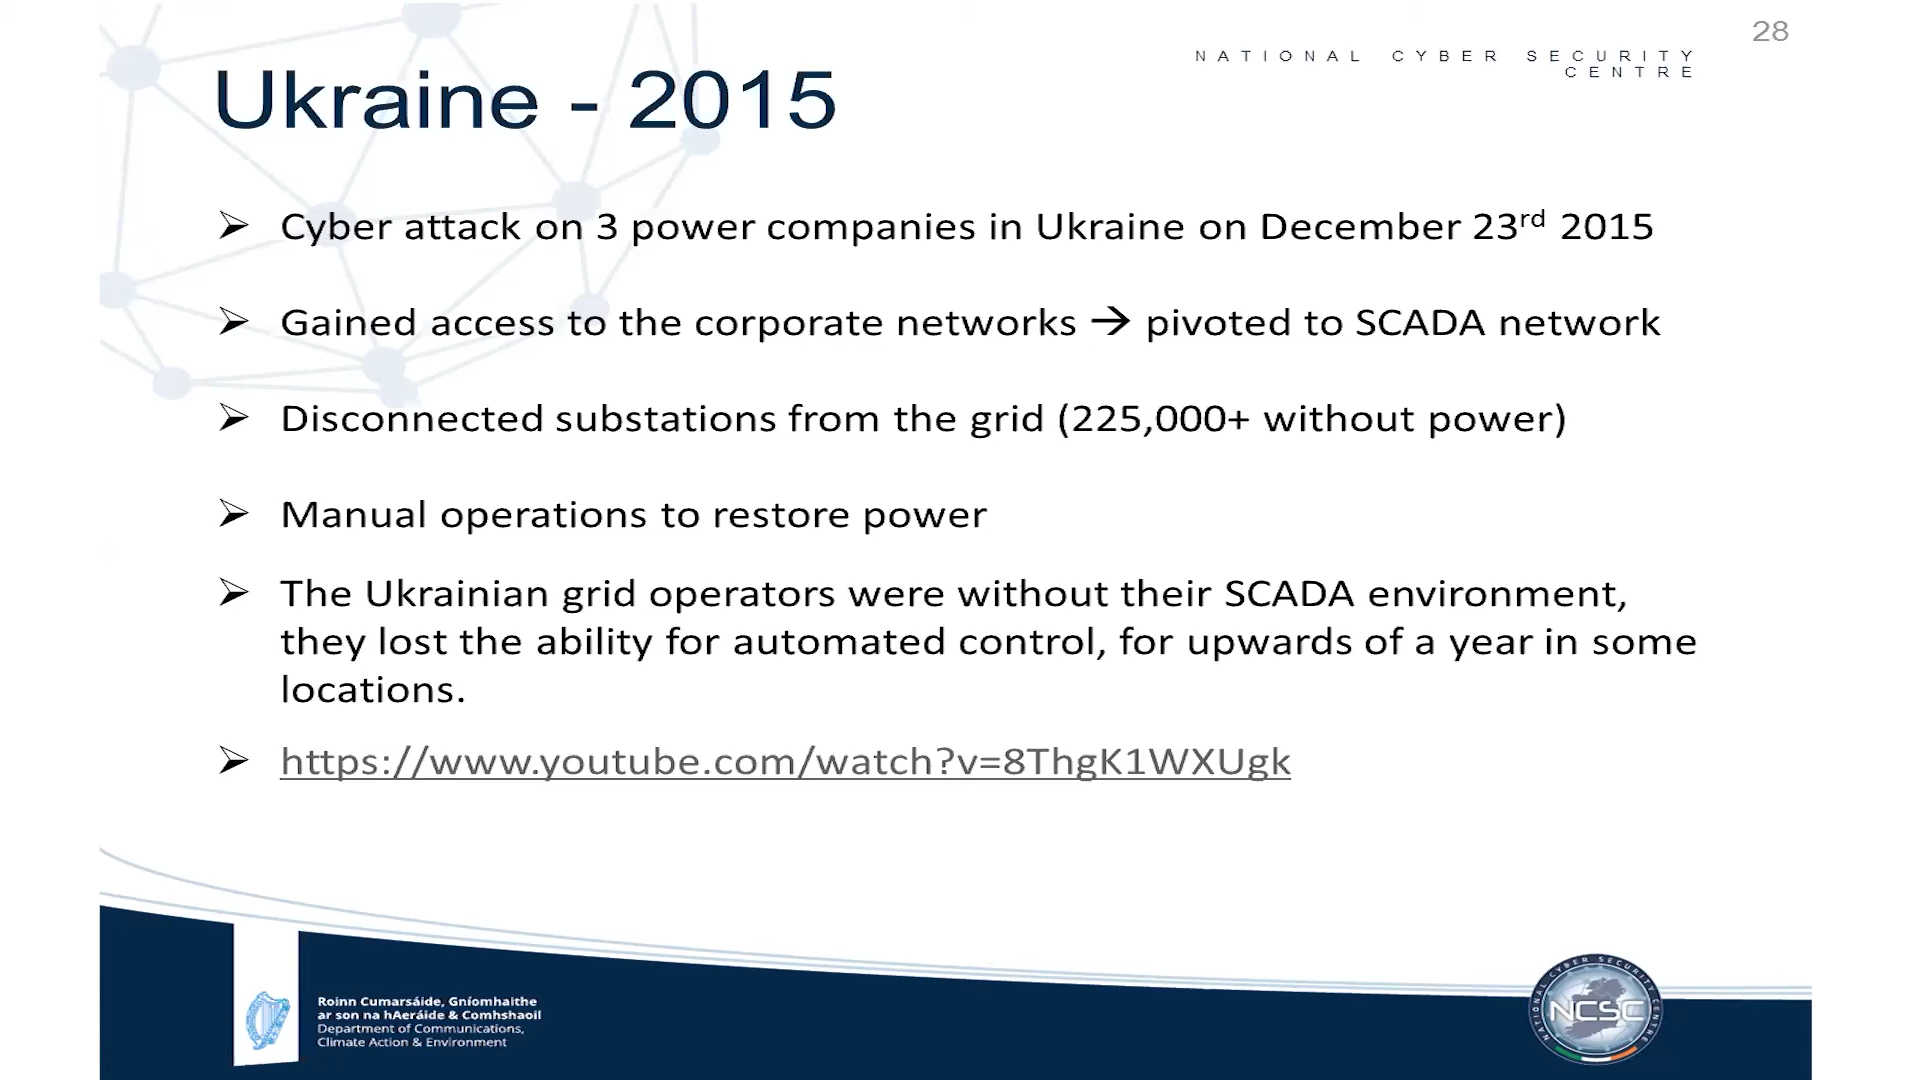 28
NATIONAL CYBER SECURITY
CENTRE
Ukraine - 2015
➢ Cyber attack on 3 power companies in Ukraine on December 23rd 2015
➢ Gained access to the corporate networks → pivoted to SCADA network
➢ Disconnected substations from the grid (225,000+ without power)
➢ Manual operations to restore power
➢ The Ukrainian grid operators were without their SCADA environment,
they lost the ability for automated control, for upwards of a year in some
locations.
➢ https://www.youtube.com/watch?v=8ThgK1WXUgk
Roinn Cumarsáide, Gníomhaithe
ar son na hAeráide & Comhshaoil
Department of Communications,
Climate Action & Environment
NATIONAL CYBER SECURITY CENTRE
NCSC